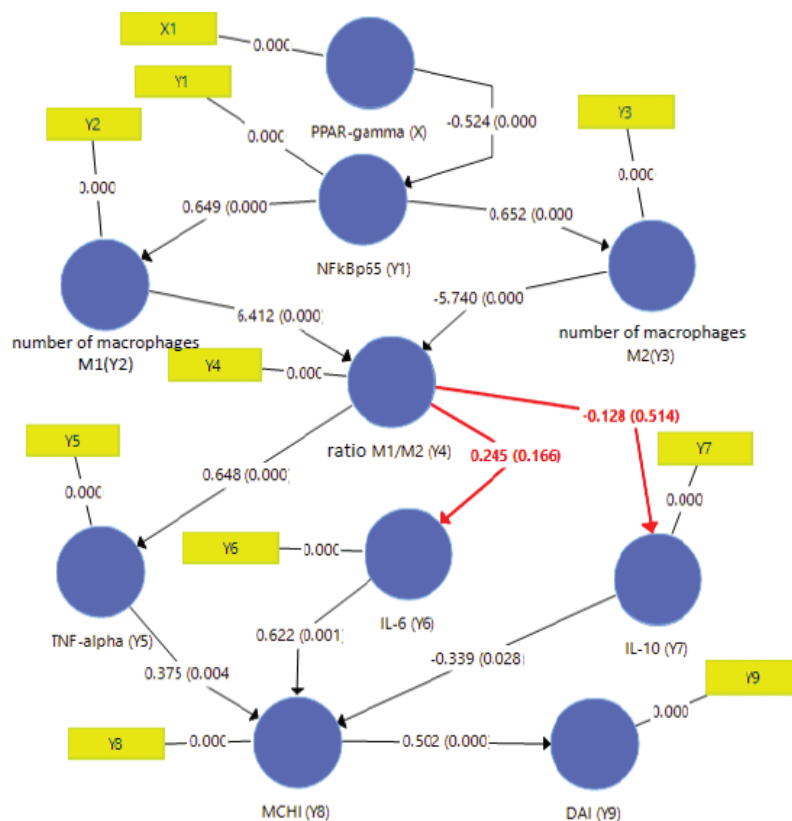 X1
0.000
Y1
PPAR-gamma (X)
Y2
0.000
-0.524 (0.000
Y3
0.000
0.000
0.649 (0.000
0.652 (0.000
NFkBp65 (Y1)
6.412 (0.000)
-5.740 (0.000
number of macrophages
M1(Y2)
number of macrophages
M2(Y3)
Y4
0.000
-0.128 (0.514)
Y5
ratio M1/M2 (Y4)
0.245 (0.166)
Y7
0.648 (0.000)
0.000
0.000
Y6
0.000
IL-6 (Y6)
TNF-alpha (Y5)
0.622 (0.001)
IL-10 (Y7)
0.375 (0.004
-0.339 (0.028)
Y9
0.000
Y8
0.000
0.502 (0.000)
MCHI (Y8)
DAI (Y9)